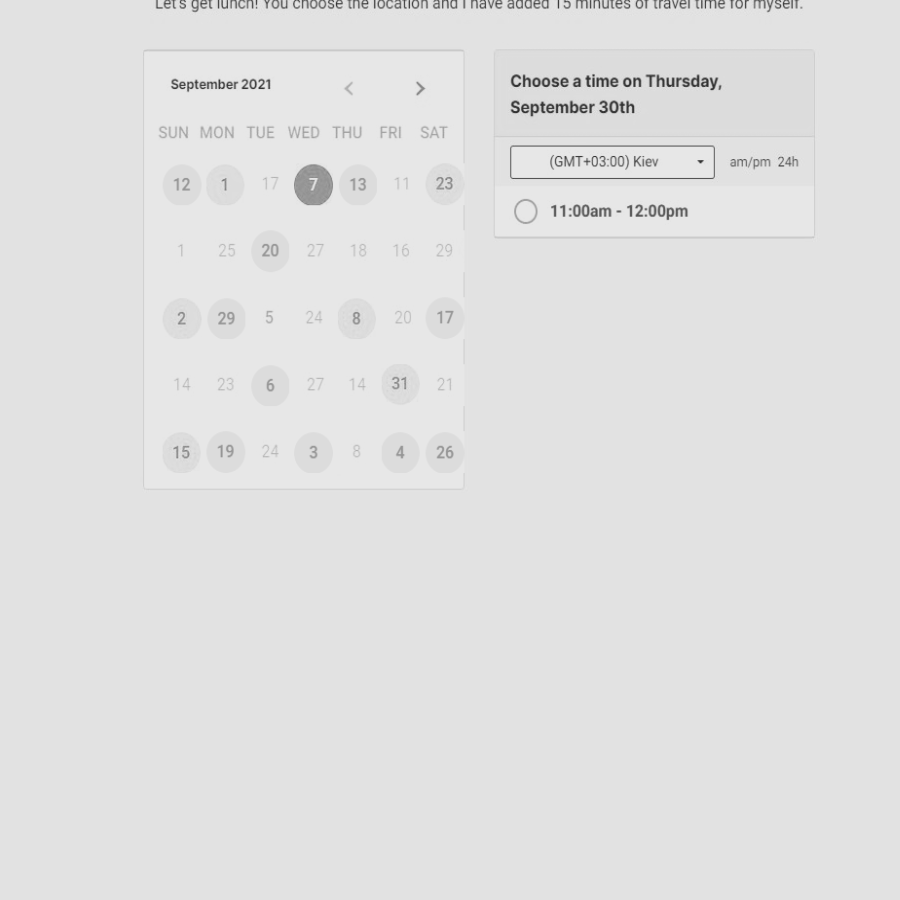 Let's get lunch! You choose the location and I have added 15 minutes of travel time for myself.
September 2021
SUN MON TUE WED THU FRI SAT
12 1 17 7 13 11 23
1 25 20 27 18 16 29
2 29 5 24 8 20 17
14 23 6 27 14 31 21
15 19 24 3 8 4 26
Choose a time on Thursday,
September 30th
(GMT+03:00) Kiev am/pm 24h
11:00am - 12:00pm